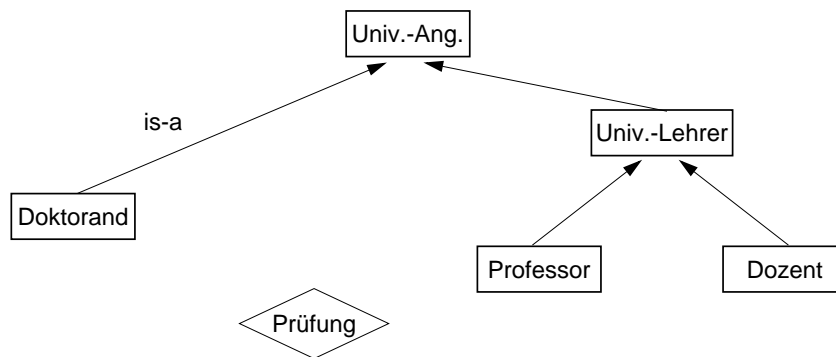 Univ.-Ang.
is-a
Univ.-Lehrer
Doktorand
Professor
Dozent
Prüfung